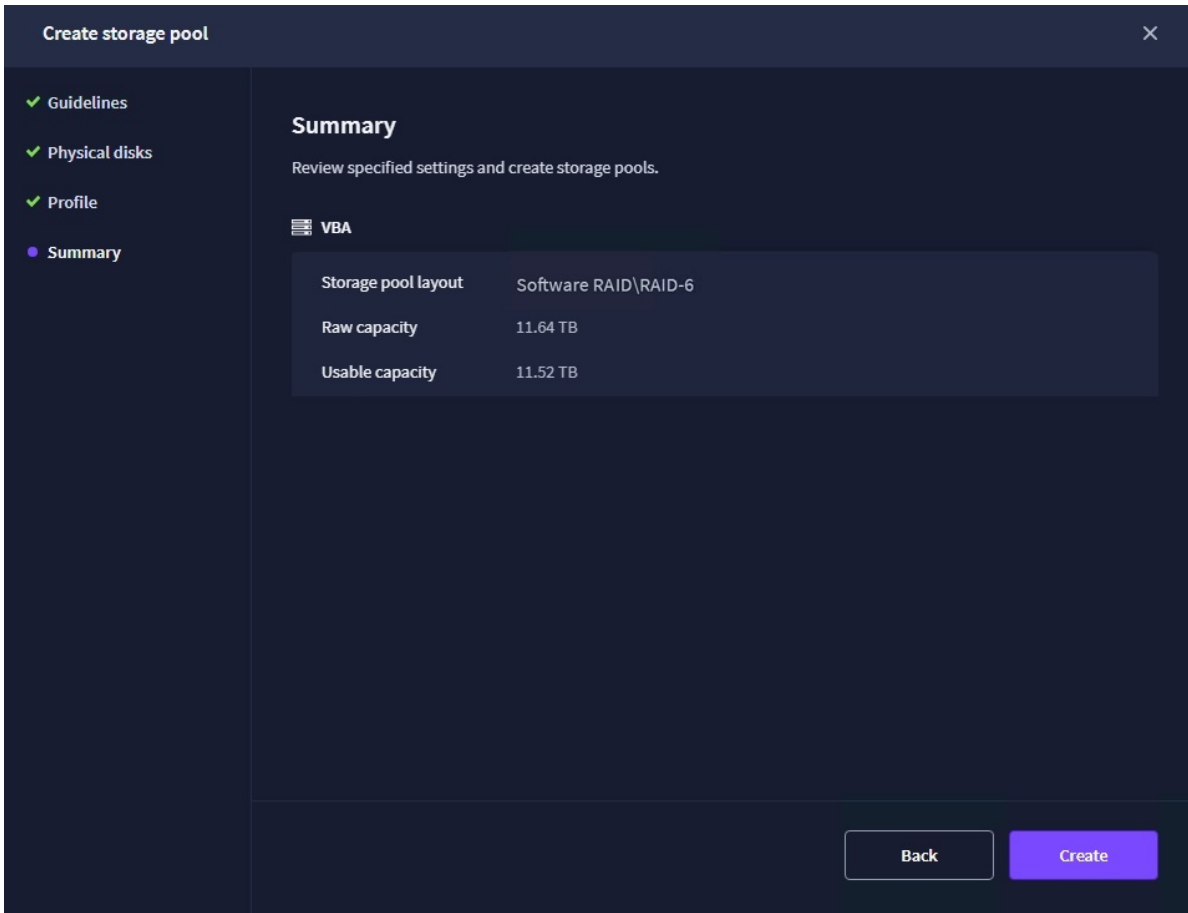 Create storage pool
Guidelines
Physical disks
Profile
Summary
Summary
Review specified settings and create storage pools.
VBA
Storage pool layout Software RAID\RAID-6
Raw capacity 11.64 TB
Usable capacity 11.52 TB
Back Create